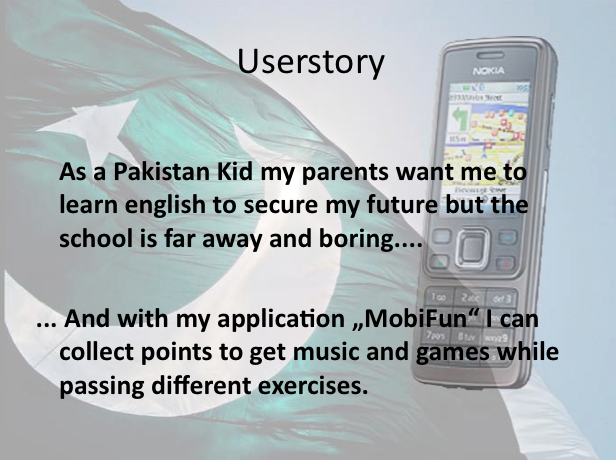 Userstory
NOKIA
As a Pakistan Kid my parents want me to
learn english to secure my future but the
school is far away and boring....
... And with my application „MobiFun“ I can
collect points to get music and games while
passing different exercises.